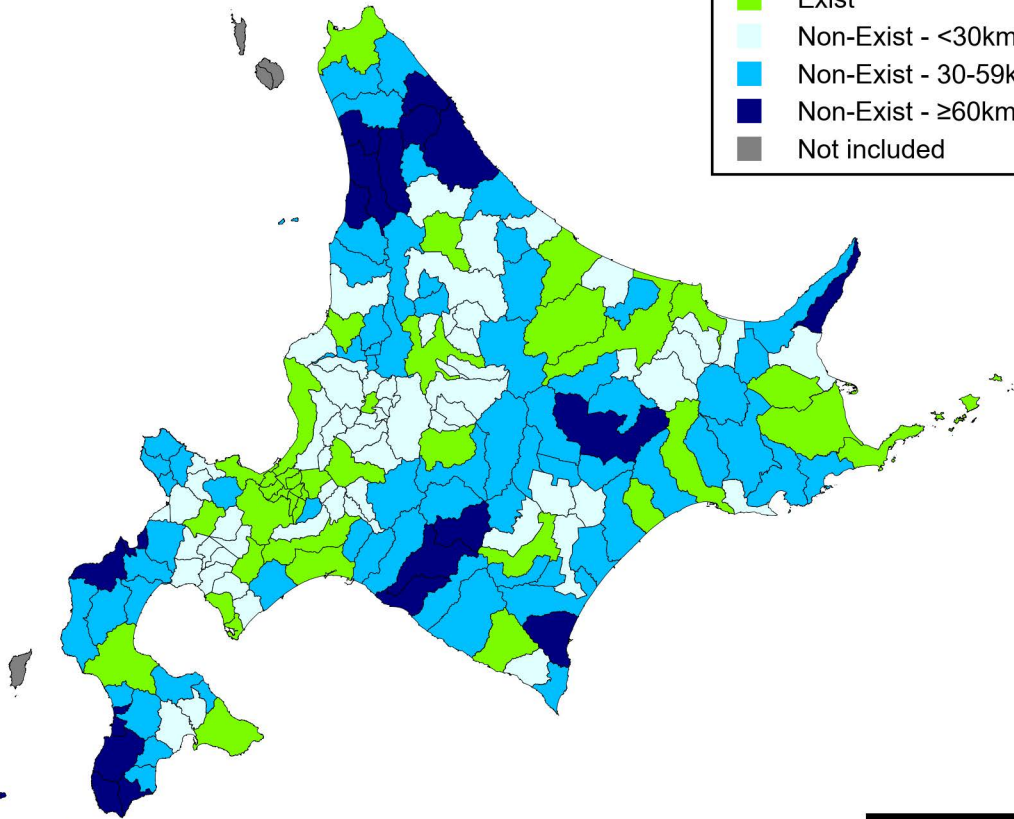 Exist
Non-Exist - <30km
Non-Exist - 30-59k
Non-Exist - ≥60km
Not included